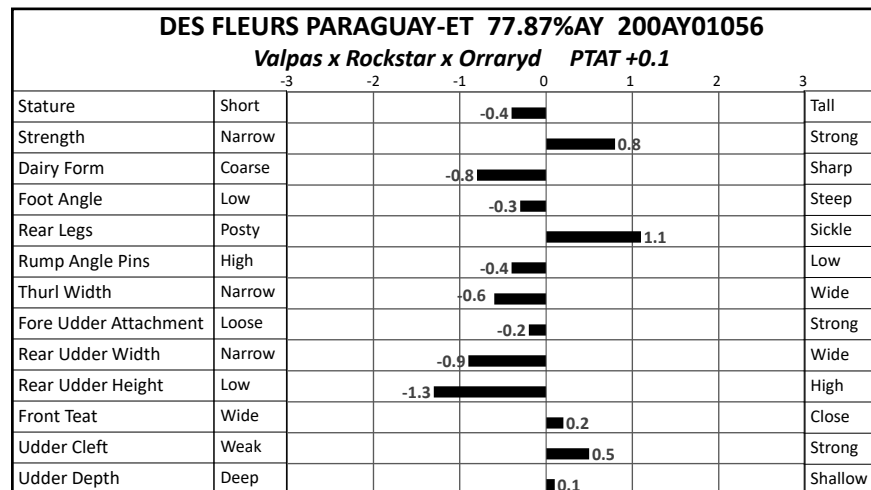 DES FLEURS PARAGUAY-ET 77.87%AY 200AY01056
Valpas x Rockstar x Orraryd PTAT +0.1
-3 -2 -1 0 1 2 3
Stature Short -0.4 Tall
Strength Narrow 0.8 Strong
Dairy Form Coarse -0.8 Sharp
Foot Angle Low -0.3 Steep
Rear Legs Posty 1.1 Sickle
Rump Angle Pins High -0.4 Low
Thurl Width Narrow -0.6 Wide
Fore Udder Attachment Loose -0.2 Strong
Rear Udder Width Narrow -0.9 Wide
Rear Udder Height Low -1.3 High
Front Teat Wide 0.2 Close
Udder Cleft Weak 0.5 Strong
Udder Depth Deep 0.1 Shallow